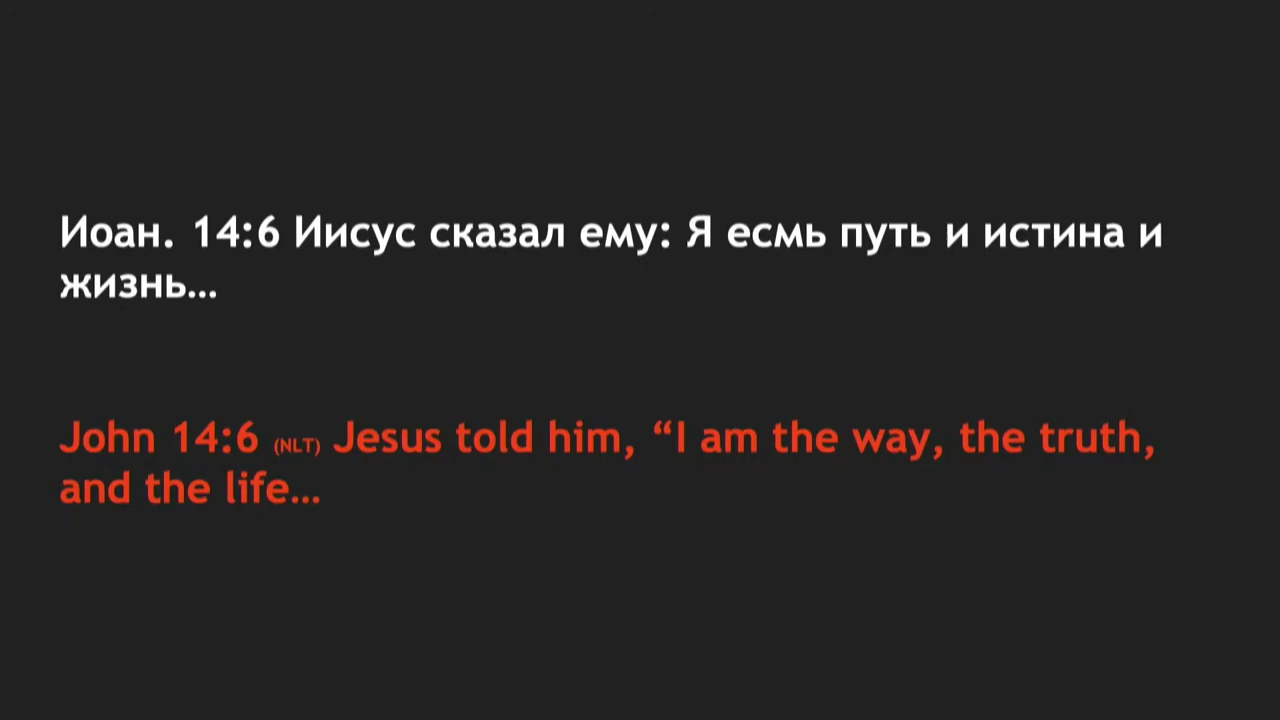 Иоан. 14:6 Иисус сказал ему: Я есмь путь и истина и
жизнь...
John 14:6 (NLT) Jesus told him, “I am the way, the truth,
and the life...